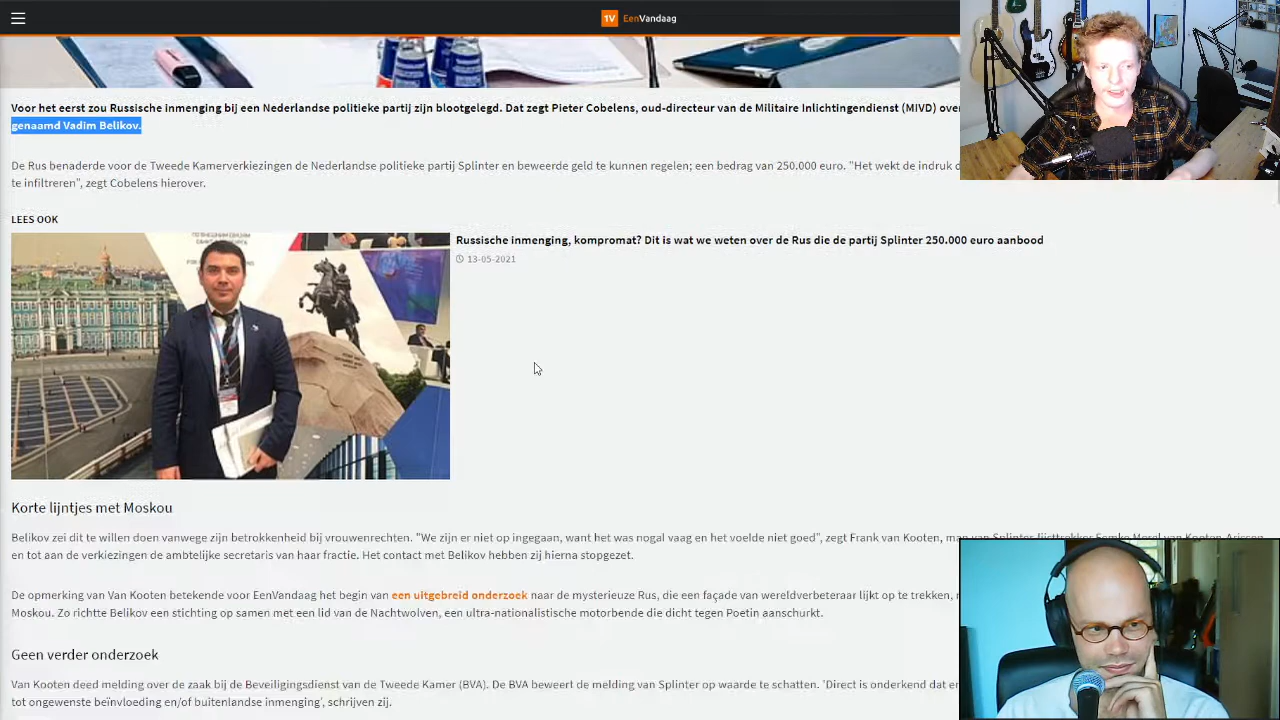 1V EenVandaag
Voor het eerst zou Russische inmenging bij een Nederlandse politieke partij zijn blootgelegd. Dat zegt Pieter Cobelens, oud-directeur van de Militaire Inlichtingendienst (MIVD) over
genaamd Vadim Belikov.
De Rus benaderde voor de Tweede Kamerverkiezingen de Nederlandse politieke partij Splinter en beweerde geld te kunnen regelen; een bedrag van 250.000 euro. "Het wekt de indruk
te infiltreren", zegt Cobelens hierover.
LEES OOK
Russische inmenging, kompromat? Dit is wat we weten over de Rus die de partij Splinter 250.000 euro aanbood
13-05-2021
Korte lijntjes met Moskou
Belikov zei dit te willen doen vanwege zijn betrokkenheid bij vrouwenrechten. "We zijn er niet op ingegaan, want het was nogal vaag en het voelde niet goed", zegt Frank van Kooten, man van Splinter-lijsttrekker Femke Merel van Kooten-Arissen
en tot aan de verkiezingen de ambtelijke secretaris van haar fractie. Het contact met Belikov hebben zij hierna stopgezet.
De opmerking van Van Kooten betekende voor EenVandaag het begin van een uitgebreid onderzoek naar de mysterieuze Rus, die een façade van wereldverbeteraar lijkt op te trekken,
Moskou. Zo richtte Belikov een stichting op samen met een lid van de Nachtwolven, een ultra-nationalistische motorbende die dicht tegen Poetin aanschurkt.
Geen verder onderzoek
Van Kooten deed melding over de zaak bij de Beveiligingsdienst van de Tweede Kamer (BVA). De BVA beweert de melding van Splinter op waarde te schatten. 'Direct is onderkend dat
tot ongewenste beïnvloeding en/of buitenlandse inmenging', schrijven zij.